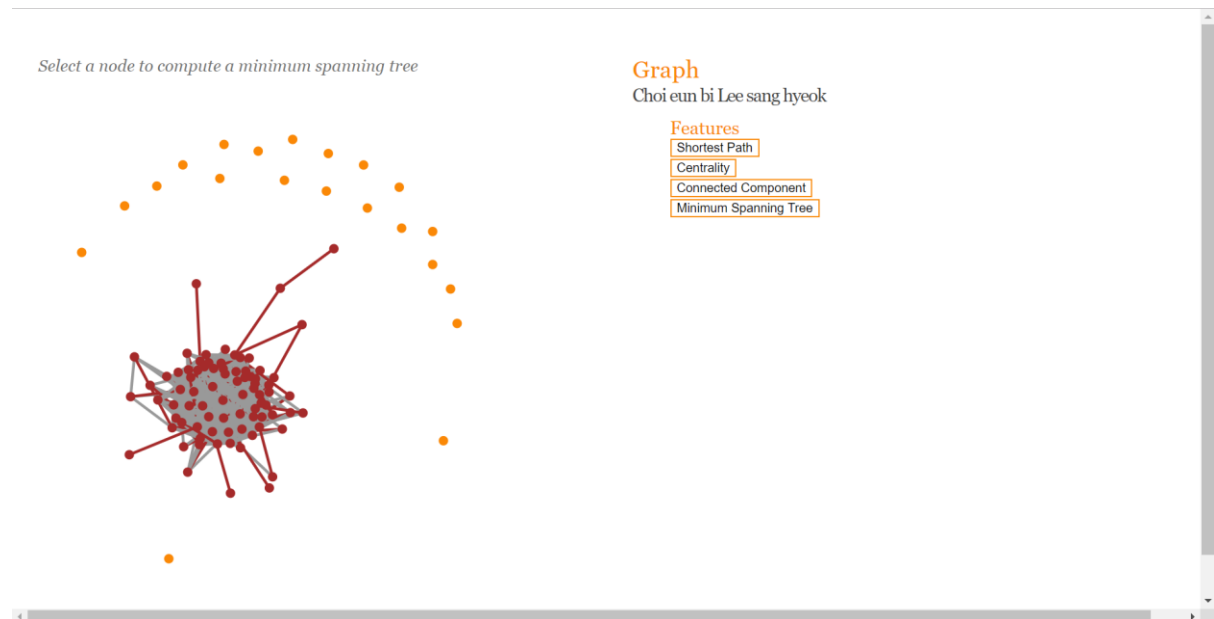 Select a node to compute a minimum spanning tree
Graph
Choi eun bi Lee sang hyeok
Features
Shortest Path
Centrality
Connected Component
Minimum Spanning Tree